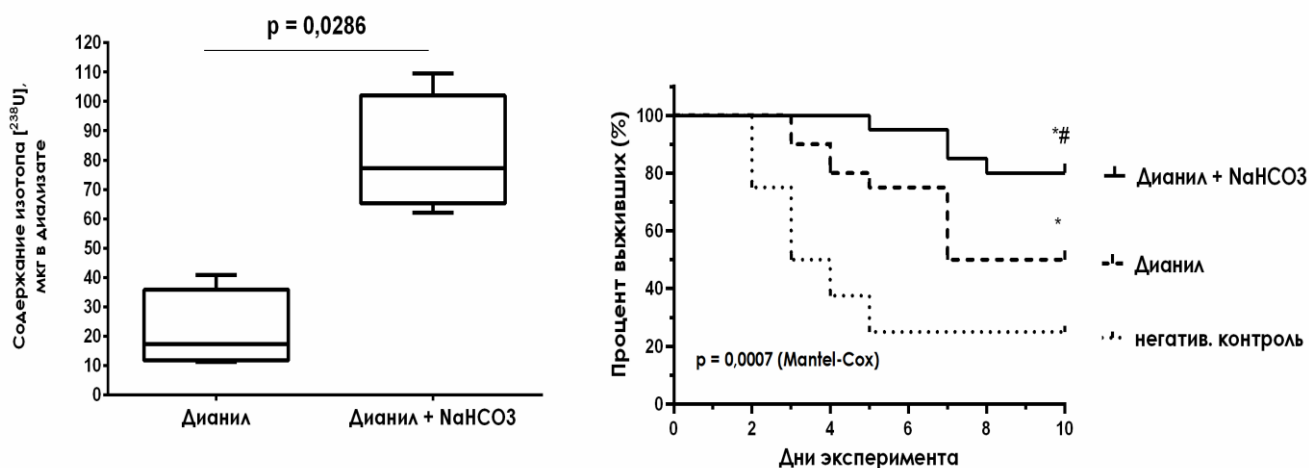 p = 0,0286
Содержание изотопа [²³⁸U],
мкг в диализате
120
110
100
90
80
70
60
50
40
30
20
10
0
Дианил
Дианил + NaHCO3
Процент выживших (%)
100
80
60
40
20
0
p = 0,0007 (Mantel-Cox)
*#
*
0
2
4
6
8
10
Дни эксперимента
Дианил + NaHCO3
Дианил
негатив. контроль